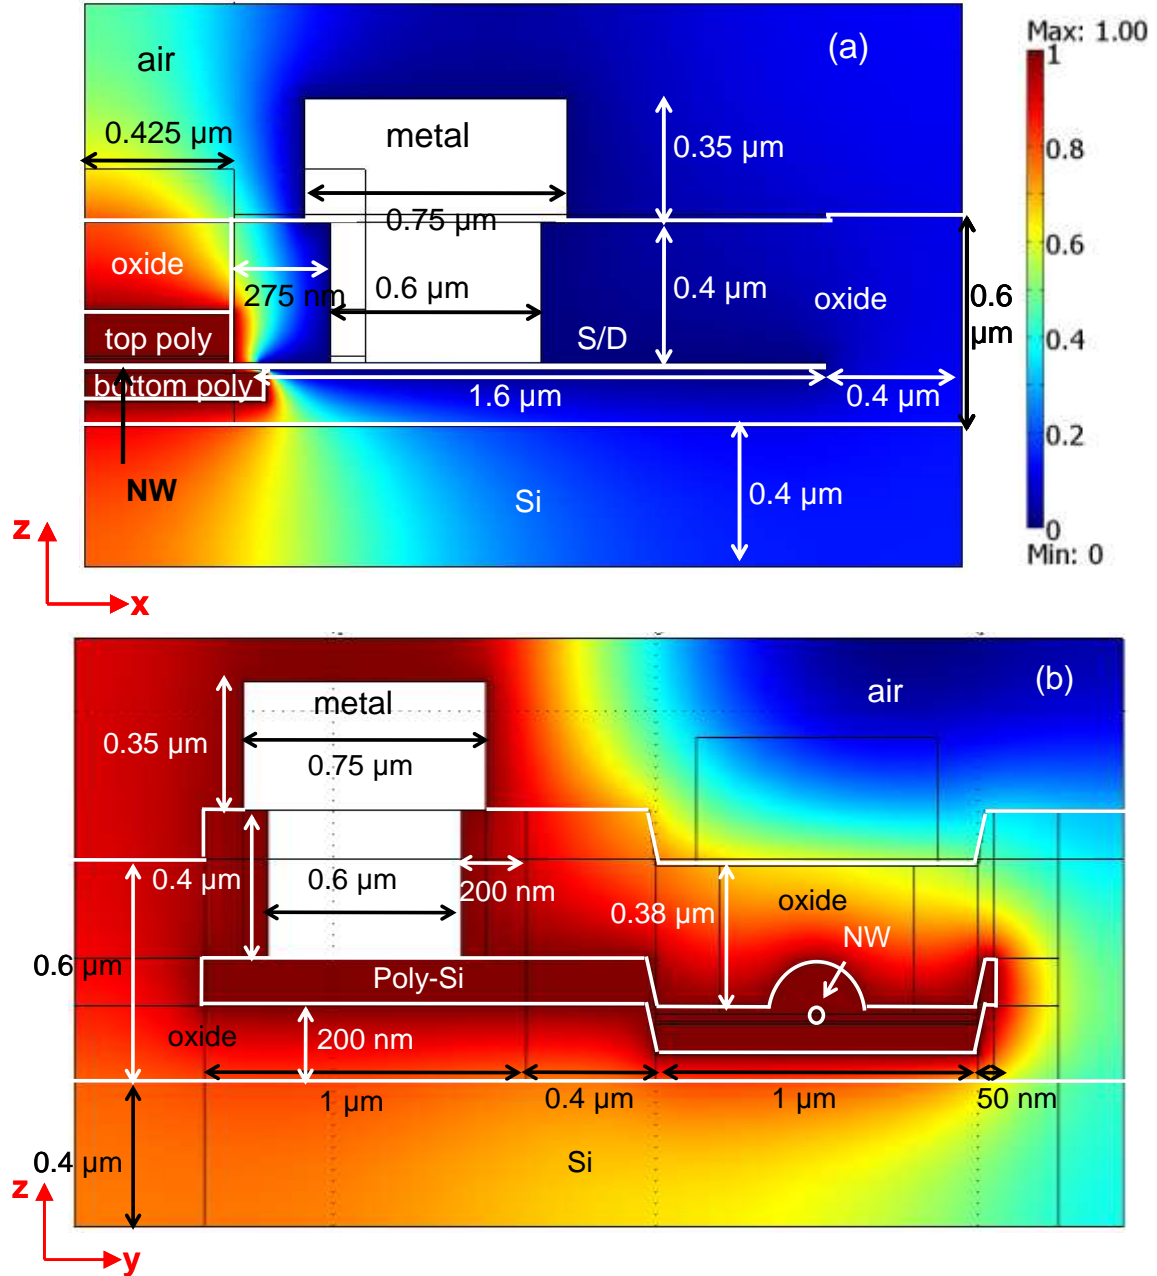 Max: 1.00
(a)
air
1
metal
0.425 µm
0.35 µm
0.8
0.75 µm
0.6
oxide
275 nm
0.6 µm
0.4 µm
oxide
0.6
µm
top poly
S/D
0.4
bottom poly
1.6 µm
0.4 µm
0.2
NW
Si
0.4 µm
0
Min: 0
z
x
(b)
air
metal
0.35 µm
0.75 µm
0.4 µm
0.6 µm
200 nm
0.38 µm
oxide
NW
0.6 µm
Poly-Si
oxide
200 nm
1 µm
0.4 µm
1 µm
50 nm
0.4 µm
Si
z
y